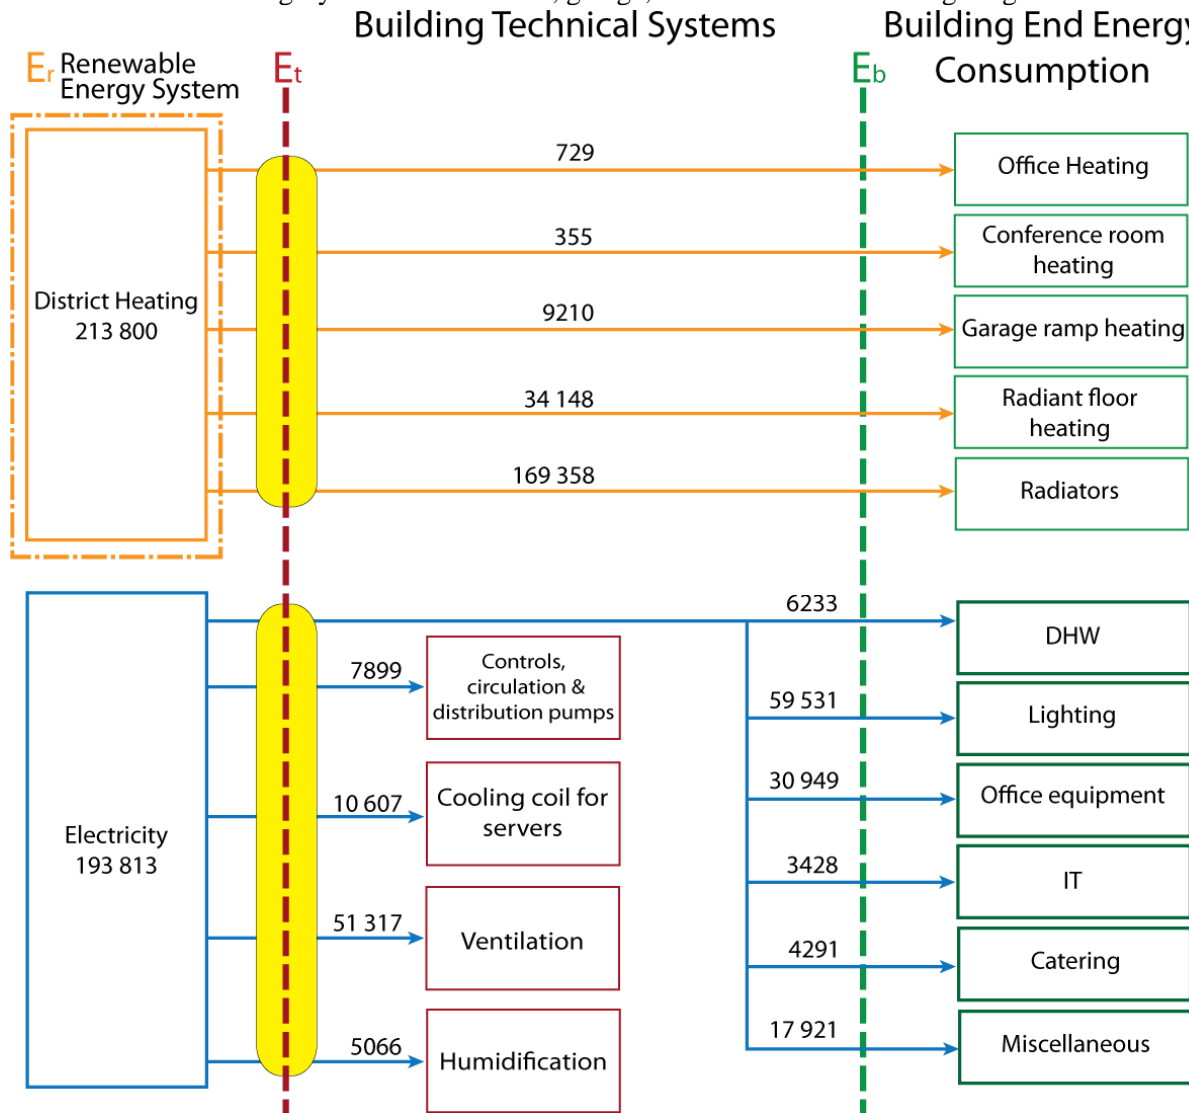 Building Technical Systems
Building End Energy
Consumption
Er Renewable
Energy System
Et
Eb
District Heating
213 800
729
Office Heating
355
Conference room
heating
9210
Garage ramp heating
34 148
Radiant floor
heating
169 358
Radiators
Electricity
193 813
6233
DHW
7899
Controls,
circulation &
distribution pumps
59 531
Lighting
10 607
Cooling coil for
servers
30 949
Office equipment
3428
IT
51 317
Ventilation
4291
Catering
17 921
Miscellaneous
5066
Humidification